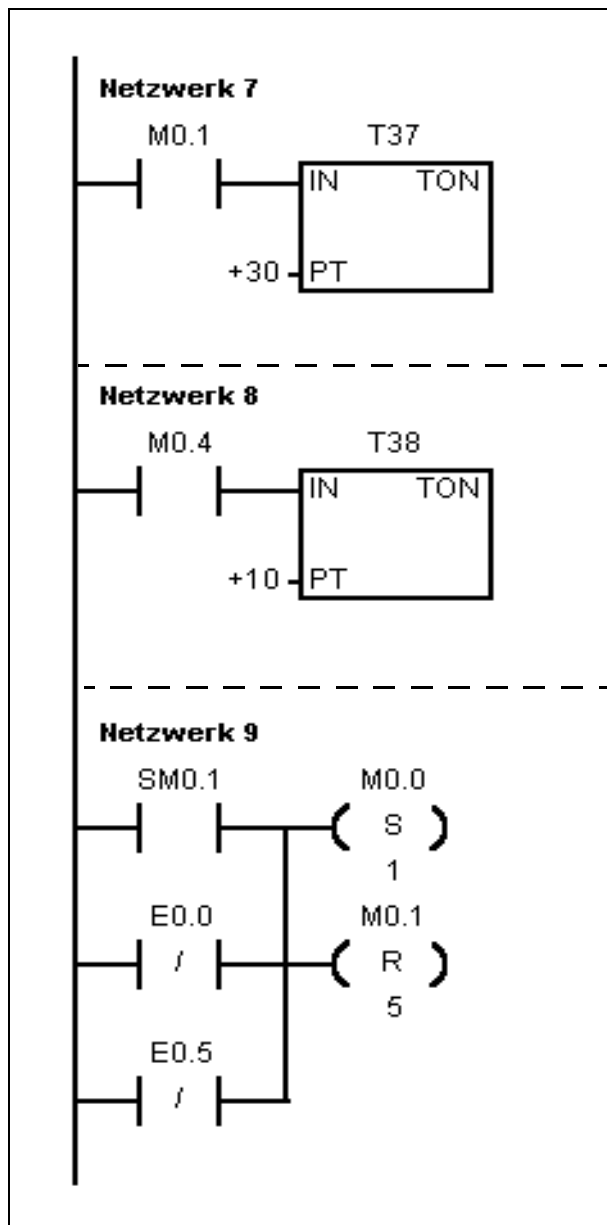 Netzwerk 7
M0.1 T37
IN TON
+30 PT
Netzwerk 8
M0.4 T38
IN TON
+10 PT
Netzwerk 9
SM0.1 M0.0
S
1
E0.0 M0.1
/ R
5
E0.5
/